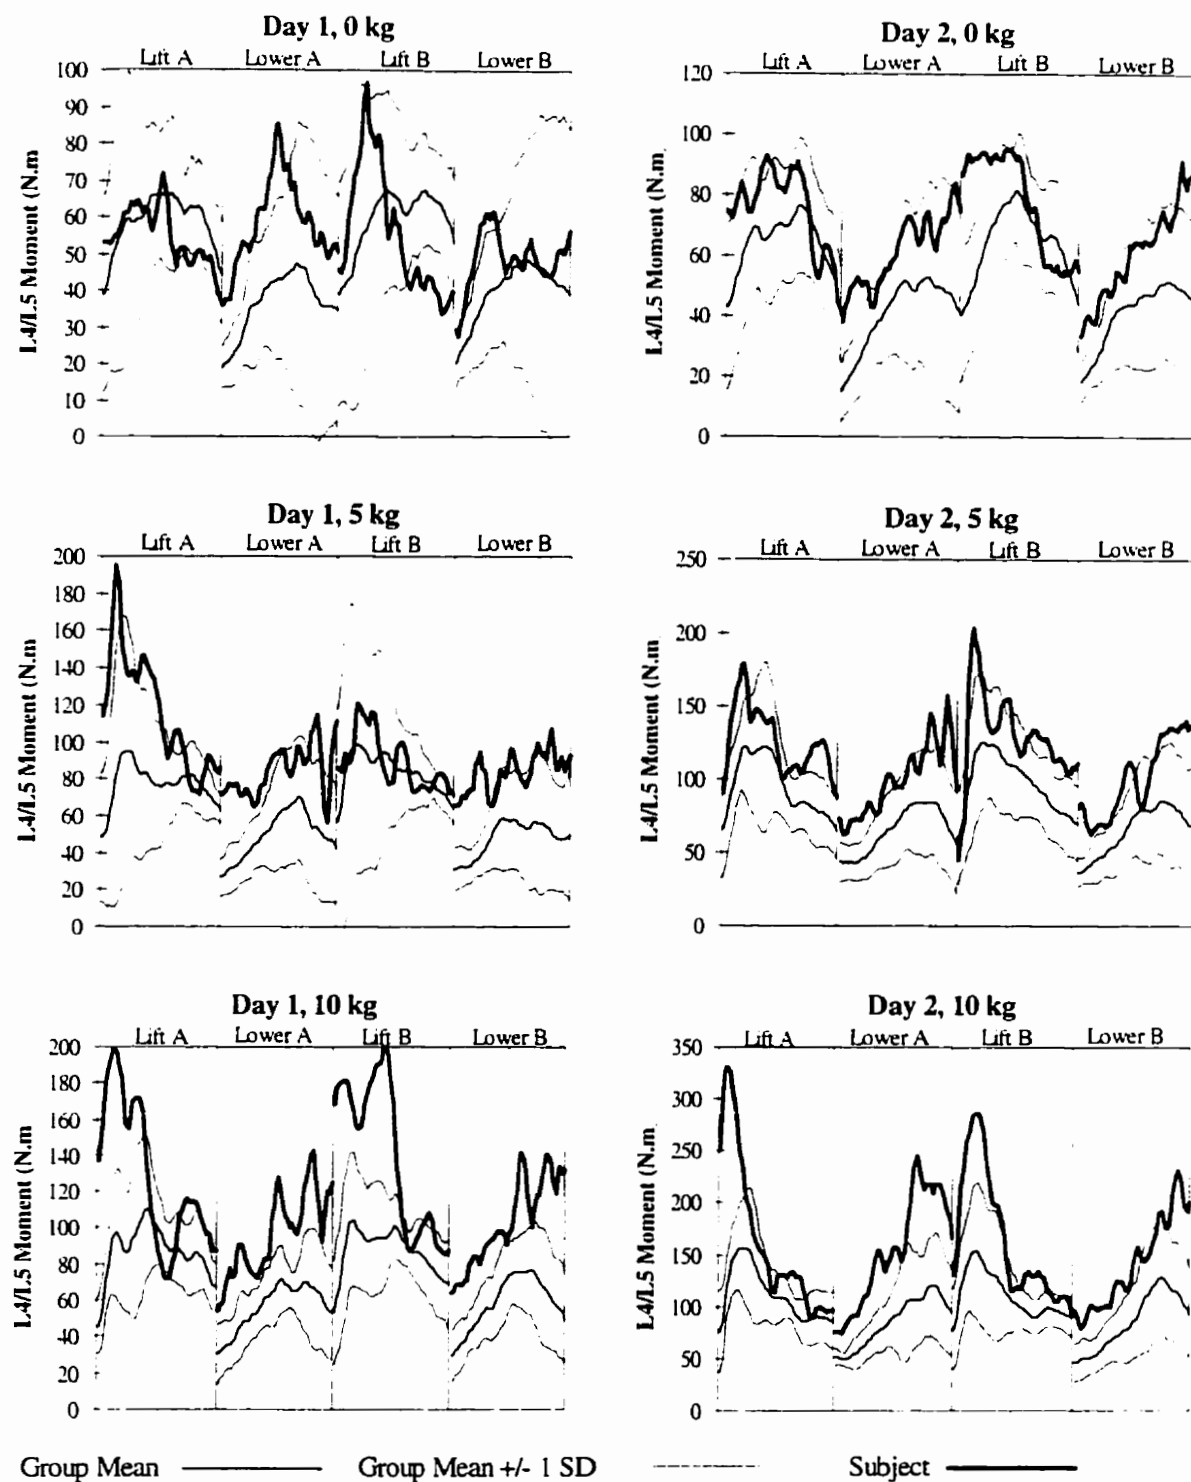 Day 1, 0 kg
Lift A Lower A Lift B Lower B
100
90
80
70
60
50
40
30
20
10
0
L4/L5 Moment (N.m
Day 2, 0 kg
Lift A Lower A Lift B Lower B
120
100
80
60
40
20
0
L4/L5 Moment (N.m
Day 1, 5 kg
Lift A Lower A Lift B Lower B
200
180
160
140
120
100
80
60
40
20
0
L4/L5 Moment (N.m
Day 2, 5 kg
Lift A Lower A Lift B Lower B
250
200
150
100
50
0
L4/L5 Moment (N.m
Day 1, 10 kg
Lift A Lower A Lift B Lower B
200
180
160
140
120
100
80
60
40
20
0
L4/L5 Moment (N.m
Day 2, 10 kg
Lift A Lower A Lift B Lower B
350
300
250
200
150
100
50
0
L4/L5 Moment (N.m
Group Mean Group Mean +/- 1 SD Subject